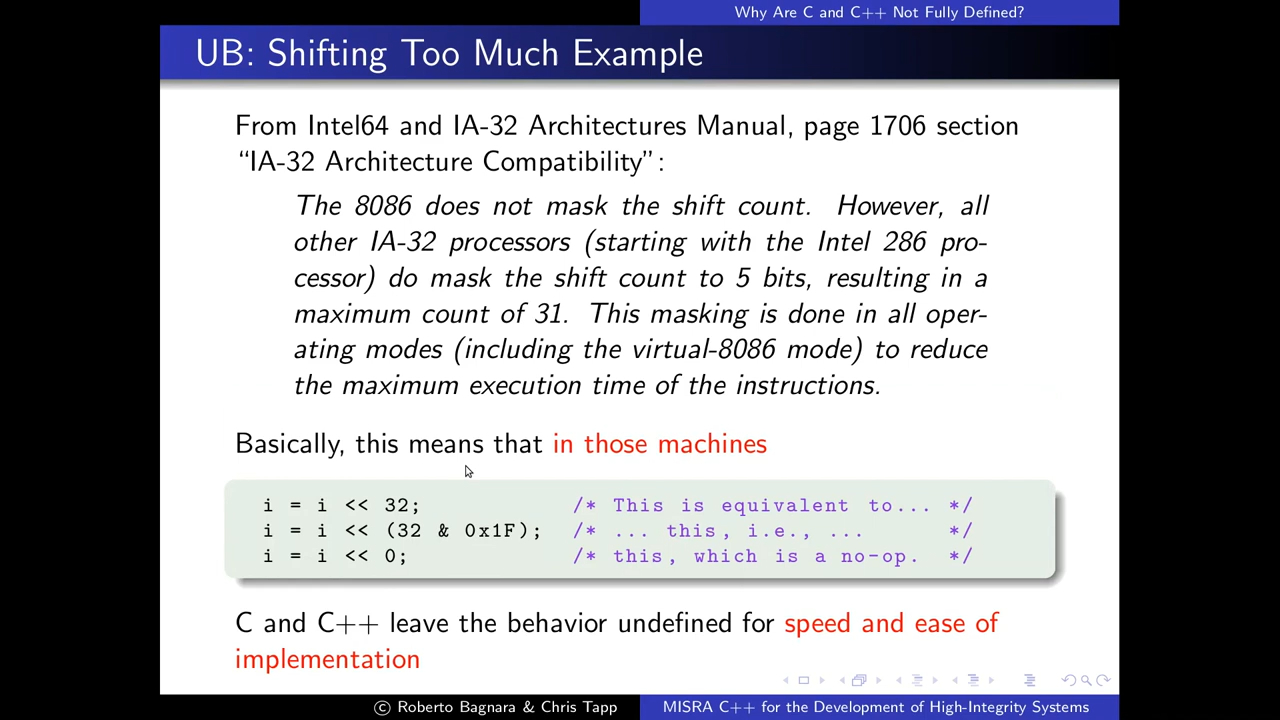 Why Are C and C++ Not Fully Defined?
UB: Shifting Too Much Example
From Intel64 and IA-32 Architectures Manual, page 1706 section
“IA-32 Architecture Compatibility”:
The 8086 does not mask the shift count. However, all
other IA-32 processors (starting with the Intel 286 pro-
cessor) do mask the shift count to 5 bits, resulting in a
maximum count of 31. This masking is done in all oper-
ating modes (including the virtual-8086 mode) to reduce
the maximum execution time of the instructions.
Basically, this means that in those machines
i = i << 32; /* This is equivalent to... */
i = i << (32 & 0x1F); /* ... this, i.e., ... */
i = i << 0; /* this, which is a no-op. */
C and C++ leave the behavior undefined for speed and ease of
implementation
© Roberto Bagnara & Chris Tapp MISRA C++ for the Development of High-Integrity Systems